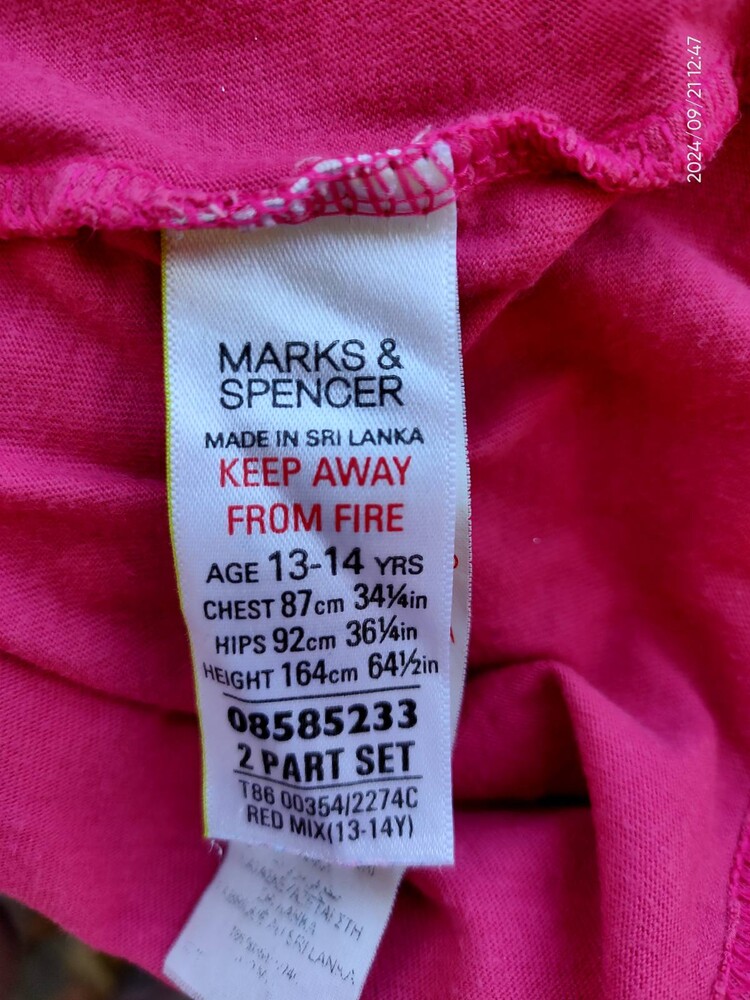 2024/09/21 12:47
MARKS &
SPENCER
MADE IN SRI LANKA
KEEP AWAY
FROM FIRE
AGE 13-14 YRS
CHEST 87cm 34¼in
HIPS 92cm 36¼in
HEIGHT 164cm 64½in
08585233
2 PART SET
T86 00354/2274C
RED MIX(13-14Y)
SRI LANKA